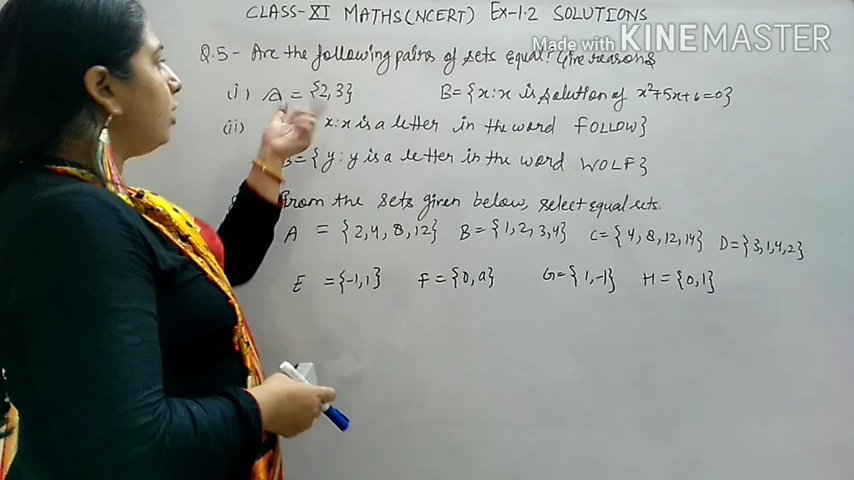 CLASS-XI MATHS(NCERT) Ex-1.2 SOLUTIONS
Made with KINEMASTER
Q.5- Are the following pairs of sets equal? Give reasons
(i) A = {2,3} B={x:x is solution of x²+5x+6=0}
(ii) x:x is a letter in the word FOLLOW}
B={y:y is a letter in the word WOLF}
From the sets given below, select equal sets.
A = {2,4,8,12} B={1,2,3,4} C={4,8,12,14} D={3,1,4,2}
E ={-1,1} F={0,a} G={1,-1} H={0,1}